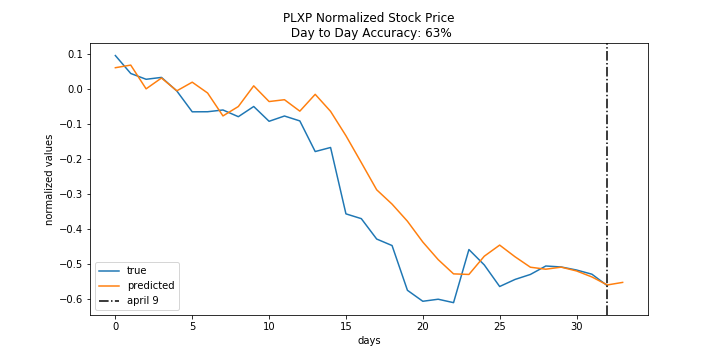 PLXP Normalized Stock Price
Day to Day Accuracy: 63%
0.1
0.0
−0.1
−0.2
−0.3
−0.4
−0.5
−0.6
normalized values
true
predicted
april 9
0
5
10
15
20
25
30
days